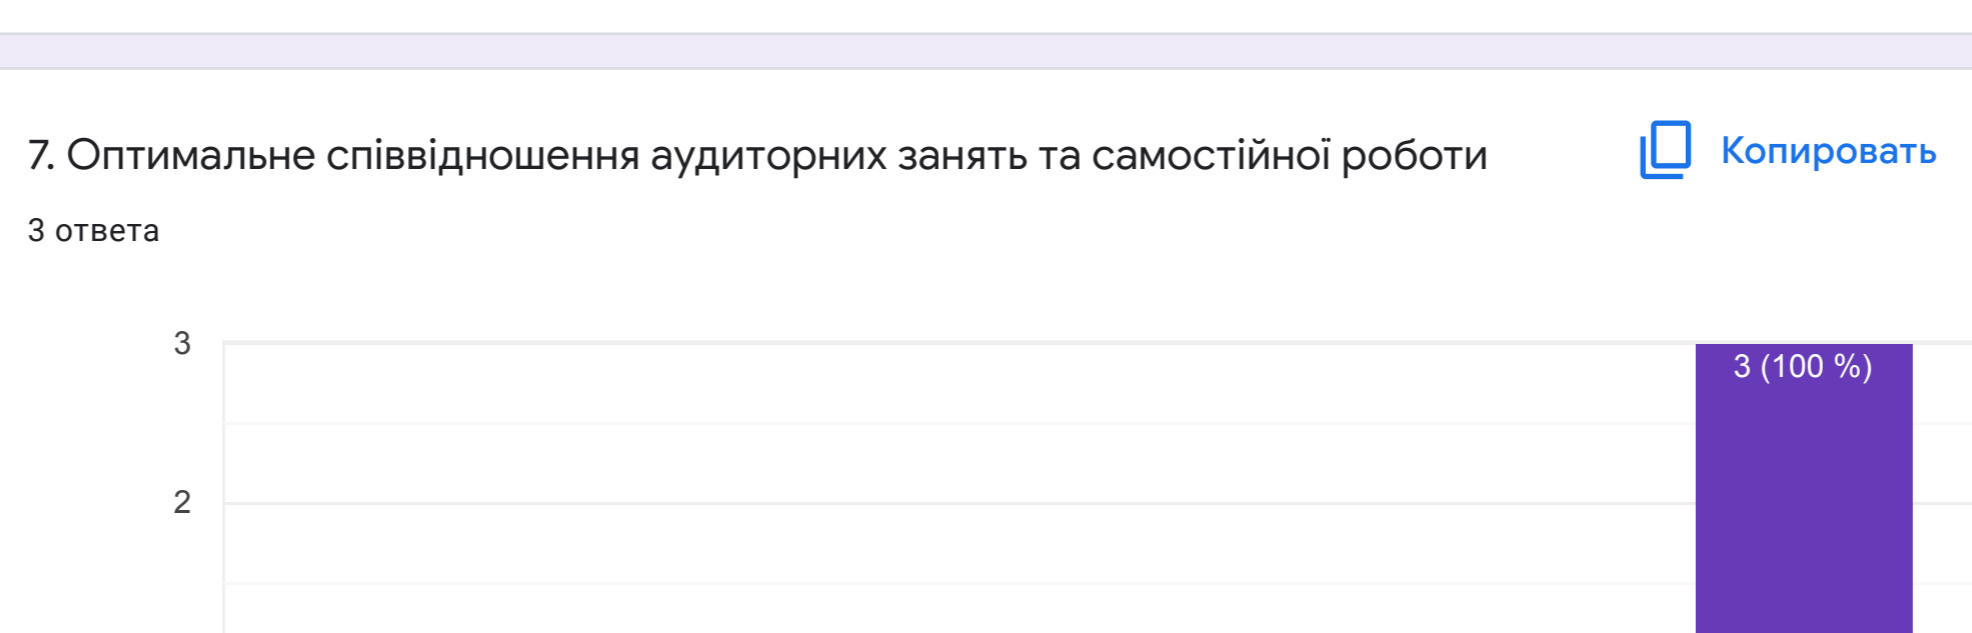 7. Оптимальне співвідношення аудиторних занять та самостійної роботи
Копировать
3 ответа
3
3 (100 %)
2